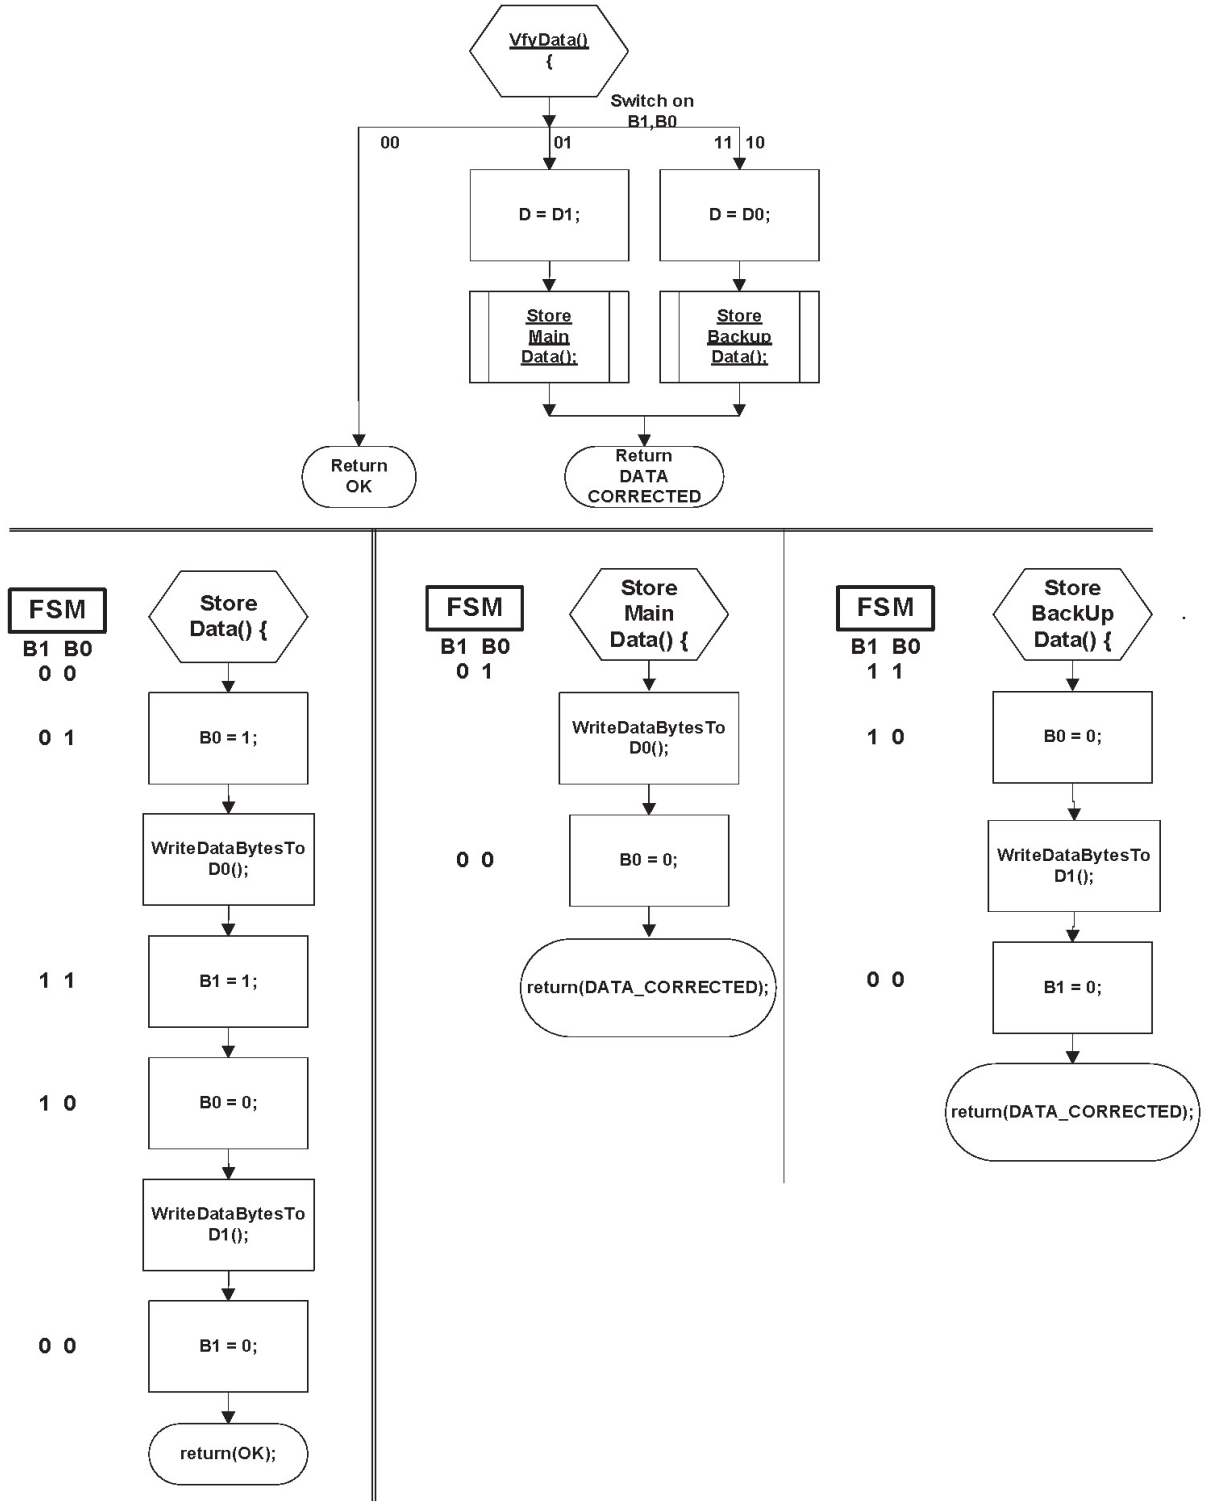 VfyData()
{
Switch on
B1,B0
00
01
11
10
D = D1;
D = D0;
Store
Main
Data();
Store
Backup
Data();
Return
OK
Return
DATA
CORRECTED
FSM
B1 B0
0 0
0 1
1 1
1 0
0 0
Store
Data() {
B0 = 1;
WriteDataBytesTo
D0();
B1 = 1;
B0 = 0;
WriteDataBytesTo
D1();
B1 = 0;
return(OK);
FSM
B1 B0
0 1
0 0
Store
Main
Data() {
WriteDataBytesTo
D0();
B0 = 0;
return(DATA_CORRECTED);
FSM
B1 B0
1 1
1 0
0 0
Store
BackUp
Data() {
B0 = 0;
WriteDataBytesTo
D1();
B1 = 0;
return(DATA_CORRECTED);